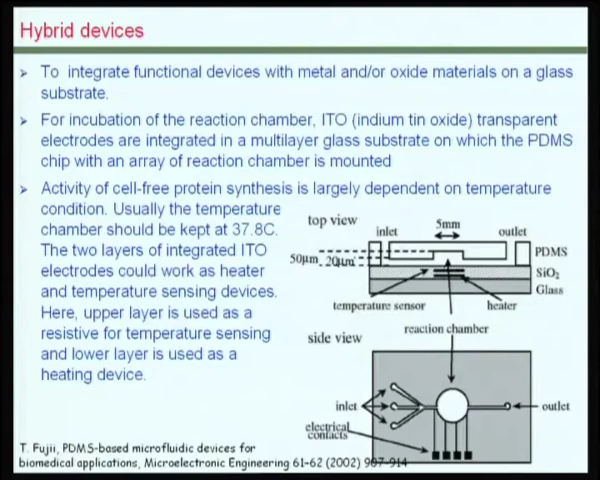 Hybrid devices
➢ To integrate functional devices with metal and/or oxide materials on a glass
substrate.
➢ For incubation of the reaction chamber, ITO (indium tin oxide) transparent
electrodes are integrated in a multilayer glass substrate on which the PDMS
chip with an array of reaction chamber is mounted
➢ Activity of cell-free protein synthesis is largely dependent on temperature
condition. Usually the temperature
chamber should be kept at 37.8C.
The two layers of integrated ITO
electrodes could work as heater
and temperature sensing devices.
Here, upper layer is used as a
resistive for temperature sensing
and lower layer is used as a
heating device.
top view
inlet
5mm
outlet
50μm
20μm
PDMS
SiO2
Glass
temperature sensor
heater
reaction chamber
side view
inlet
outlet
electrical
contacts
T. Fujii, PDMS-based microfluidic devices for
biomedical applications, Microelectronic Engineering 61-62 (2002) 907-914